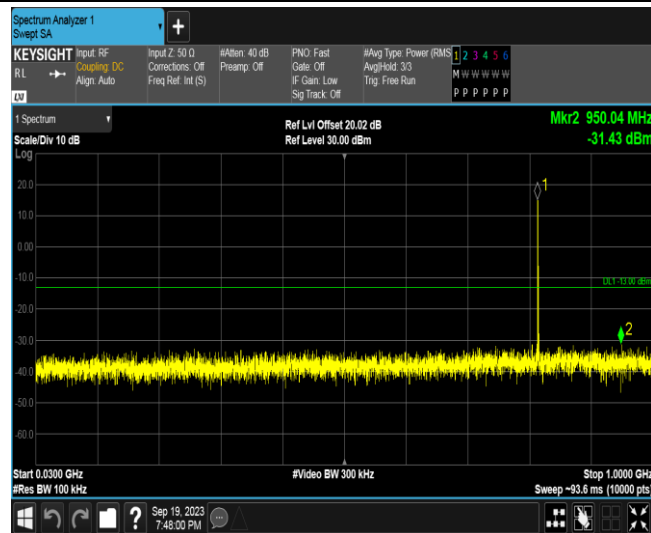 Spectrum Analyzer 1
Swept SA
+
KEYSIGHT
RL
LXI
Input: RF
Coupling: DC
Align: Auto
Input Z: 50 Ω
Corrections: Off
Freq Ref: Int (S)
#Atten: 40 dB
Preamp: Off
PNO: Fast
Gate: Off
IF Gain: Low
Sig Track: Off
#Avg Type: Power (RMS
Avg|Hold: 3/3
Trig: Free Run
1 2 3 4 5 6
M W W W W W
P P P P P P
1 Spectrum
Scale/Div 10 dB
Log
Ref Lvl Offset 20.02 dB
Ref Level 30.00 dBm
Mkr2 950.04 MHz
-31.43 dBm
1
20.0
10.0
0.00
-10.0
DL1 -13.00 dBm
-20.0
2
-30.0
-40.0
-50.0
-60.0
Start 0.0300 GHz
#Res BW 100 kHz
#Video BW 300 kHz
Stop 1.0000 GHz
Sweep ~93.6 ms (10000 pts)
?
Sep 19, 2023
7:48:00 PM